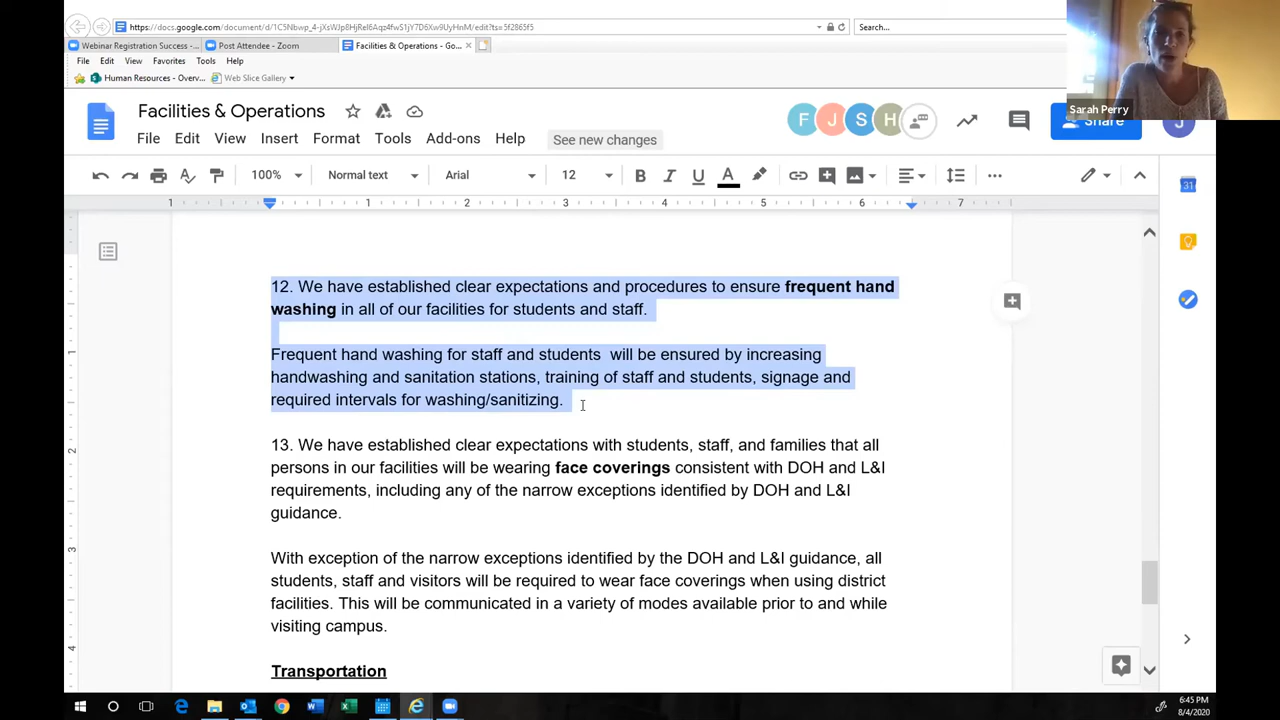 https://docs.google.com/document/d/1C5Nbwp_4-jXsWJp8HjRel6Aqz4fwS1jY7D6Xw9UyHnM/edit?ts=5f2865f5
Search...
Webinar Registration Success - ...
Post Attendee - Zoom
Facilities & Operations - Go...
File Edit View Favorites Tools Help
Human Resources - Overv...
Web Slice Gallery
Sarah Perry
Facilities & Operations
F J S H
Share
J
File Edit View Insert Format Tools Add-ons Help
See new changes
100% Normal text Arial 12 B I U A
31
1 1 2 3 4 5 6 7
12. We have established clear expectations and procedures to ensure frequent hand
washing in all of our facilities for students and staff.
Frequent hand washing for staff and students will be ensured by increasing
handwashing and sanitation stations, training of staff and students, signage and
required intervals for washing/sanitizing.
13. We have established clear expectations with students, staff, and families that all
persons in our facilities will be wearing face coverings consistent with DOH and L&I
requirements, including any of the narrow exceptions identified by DOH and L&I
guidance.
With exception of the narrow exceptions identified by the DOH and L&I guidance, all
students, staff and visitors will be required to wear face coverings when using district
facilities. This will be communicated in a variety of modes available prior to and while
visiting campus.
Transportation
1
2
3
4
6:45 PM
8/4/2020